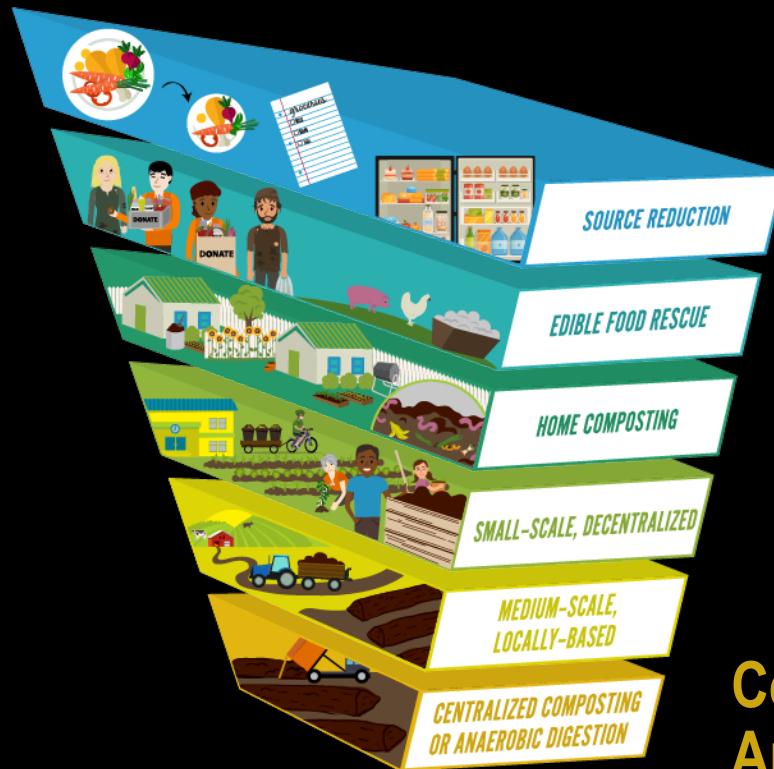 groceries
DONATE
DONATE
SOURCE REDUCTION
EDIBLE FOOD RESCUE
HOME COMPOSTING
SMALL-SCALE, DECENTRALIZED
MEDIUM-SCALE,
LOCALLY-BASED
CENTRALIZED COMPOSTING
OR ANAEROBIC DIGESTION